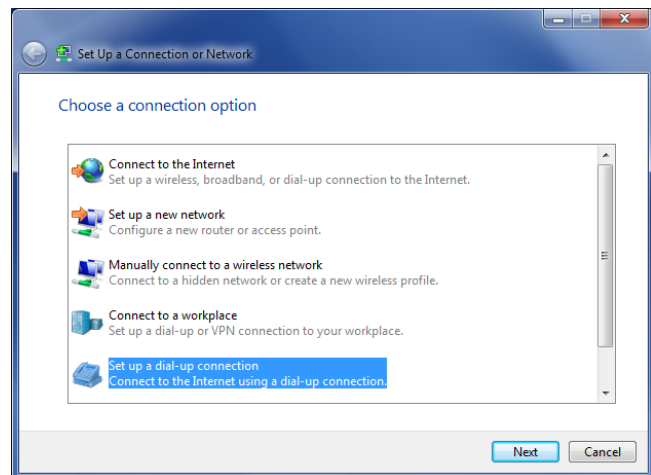 Set Up a Connection or Network
Choose a connection option
Connect to the Internet
Set up a wireless, broadband, or dial-up connection to the Internet.
Set up a new network
Configure a new router or access point.
Manually connect to a wireless network
Connect to a hidden network or create a new wireless profile.
Connect to a workplace
Set up a dial-up or VPN connection to your workplace.
Set up a dial-up connection
Connect to the Internet using a dial-up connection.
Next Cancel